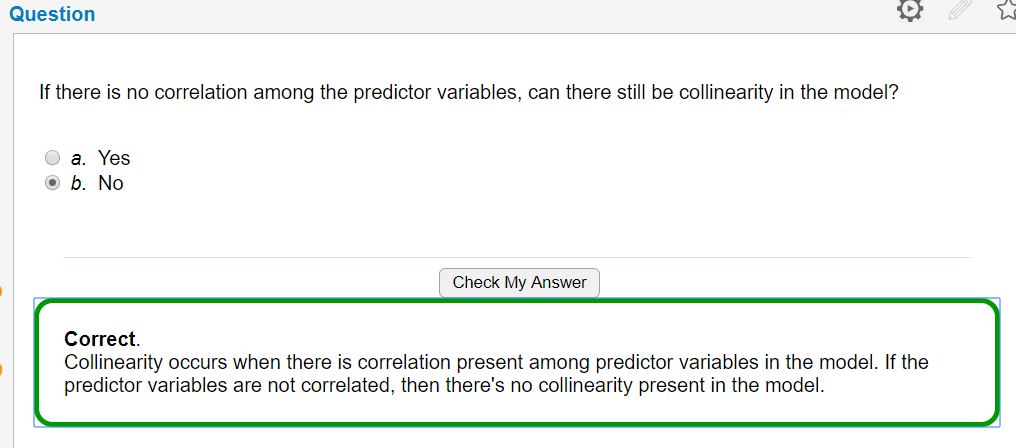 Question
If there is no correlation among the predictor variables, can there still be collinearity in the model?
a. Yes
b. No
Check My Answer
Correct.
Collinearity occurs when there is correlation present among predictor variables in the model. If the
predictor variables are not correlated, then there's no collinearity present in the model.